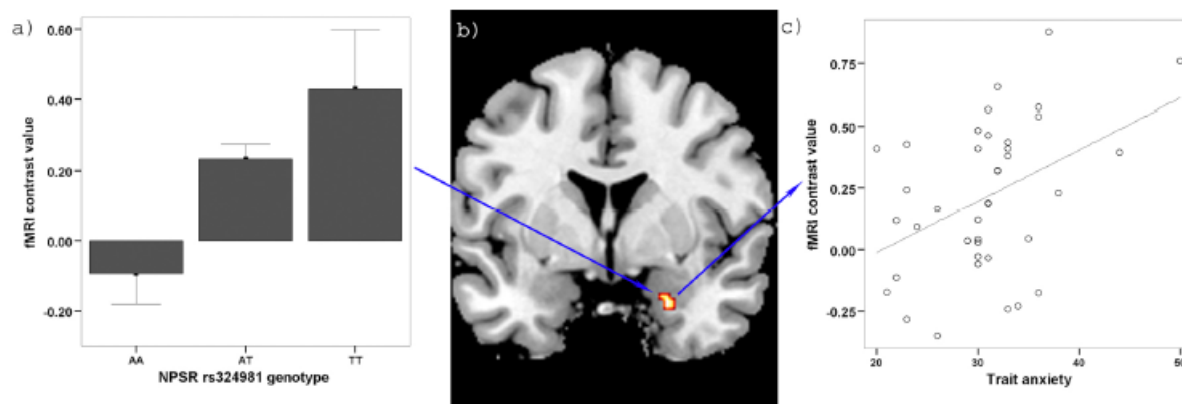 a)
fMRI contrast value
0.60
0.40
0.20
0.00
-0.20
AA AT TT
NPSR rs324981 genotype
b)
c)
fMRI contrast value
0.75
0.50
0.25
0.00
-0.25
20 30 40 50
Trait anxiety